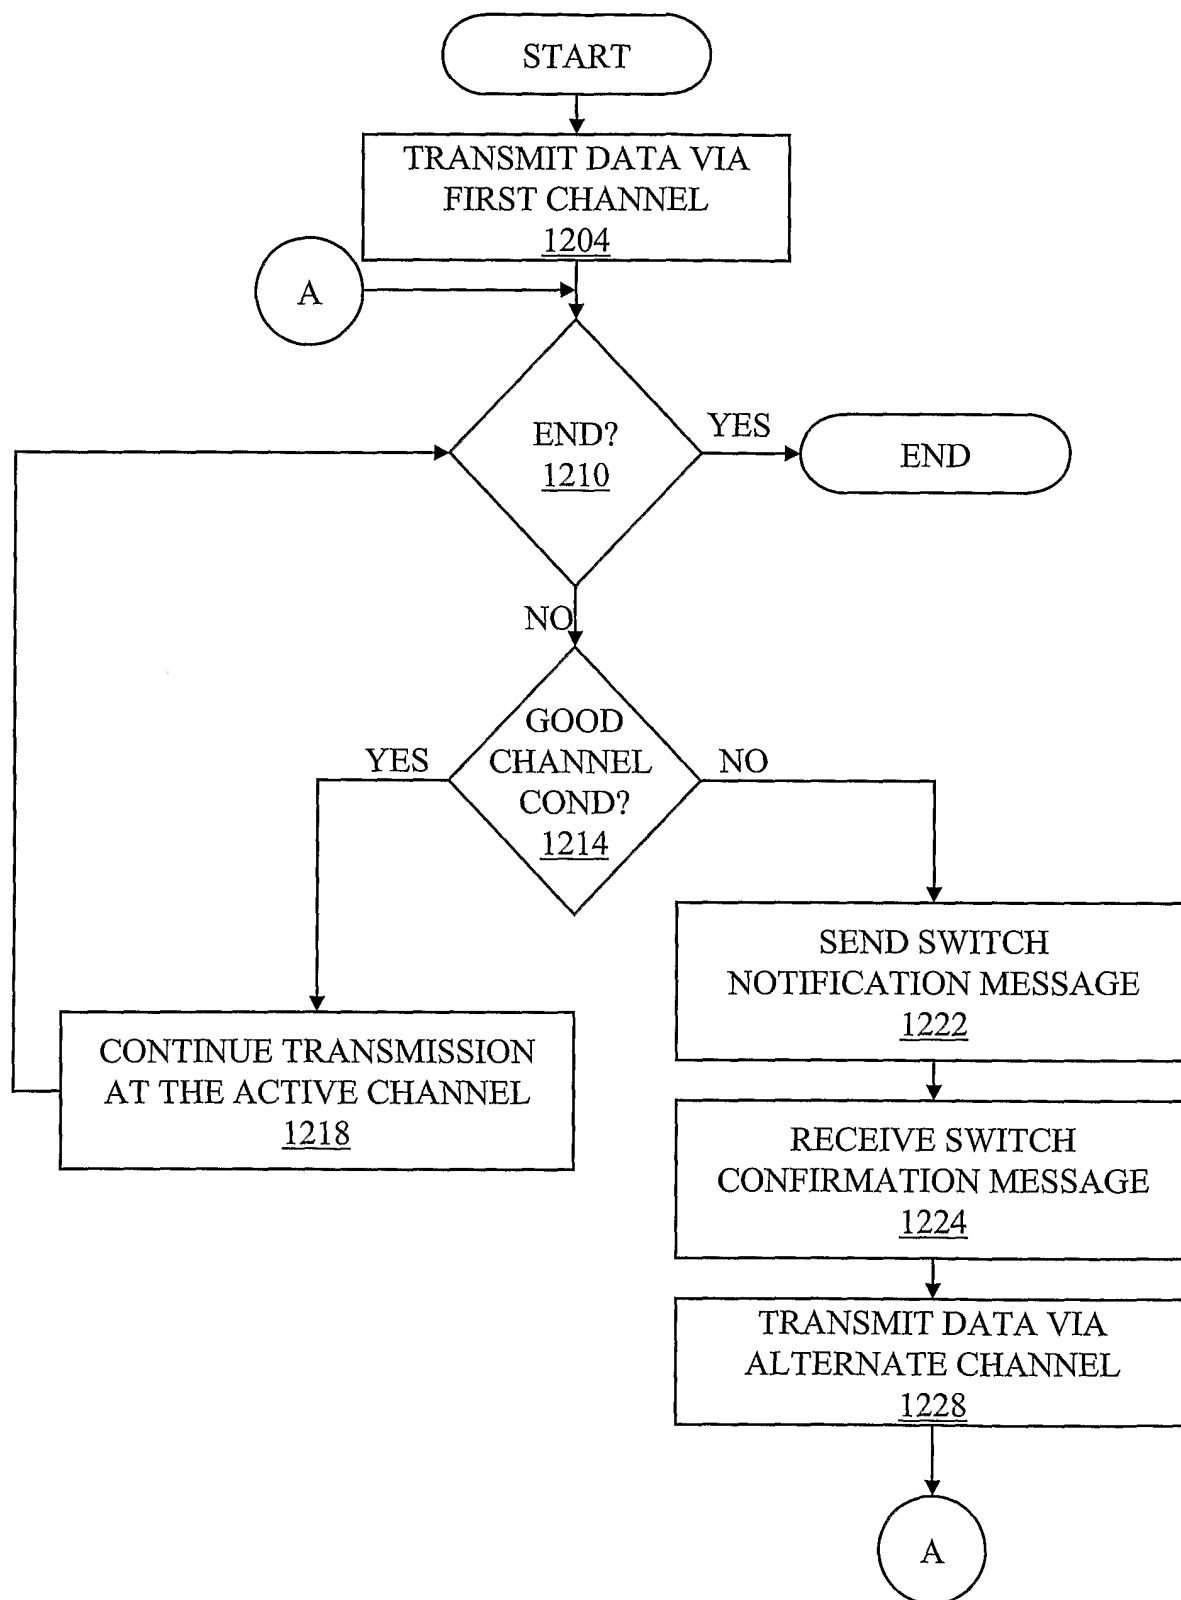 START
TRANSMIT DATA VIA
FIRST CHANNEL
1204
A
END?
1210
YES
END
NO
GOOD
CHANNEL
COND?
1214
YES
NO
SEND SWITCH
NOTIFICATION MESSAGE
1222
CONTINUE TRANSMISSION
AT THE ACTIVE CHANNEL
1218
RECEIVE SWITCH
CONFIRMATION MESSAGE
1224
TRANSMIT DATA VIA
ALTERNATE CHANNEL
1228
A